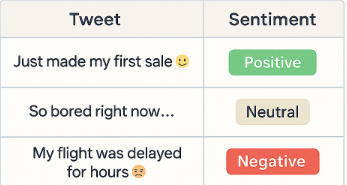 Tweet Sentiment
Just made my first sale 🙂 Positive
So bored right now... Neutral
My flight was delayed
for hours 😠 Negative